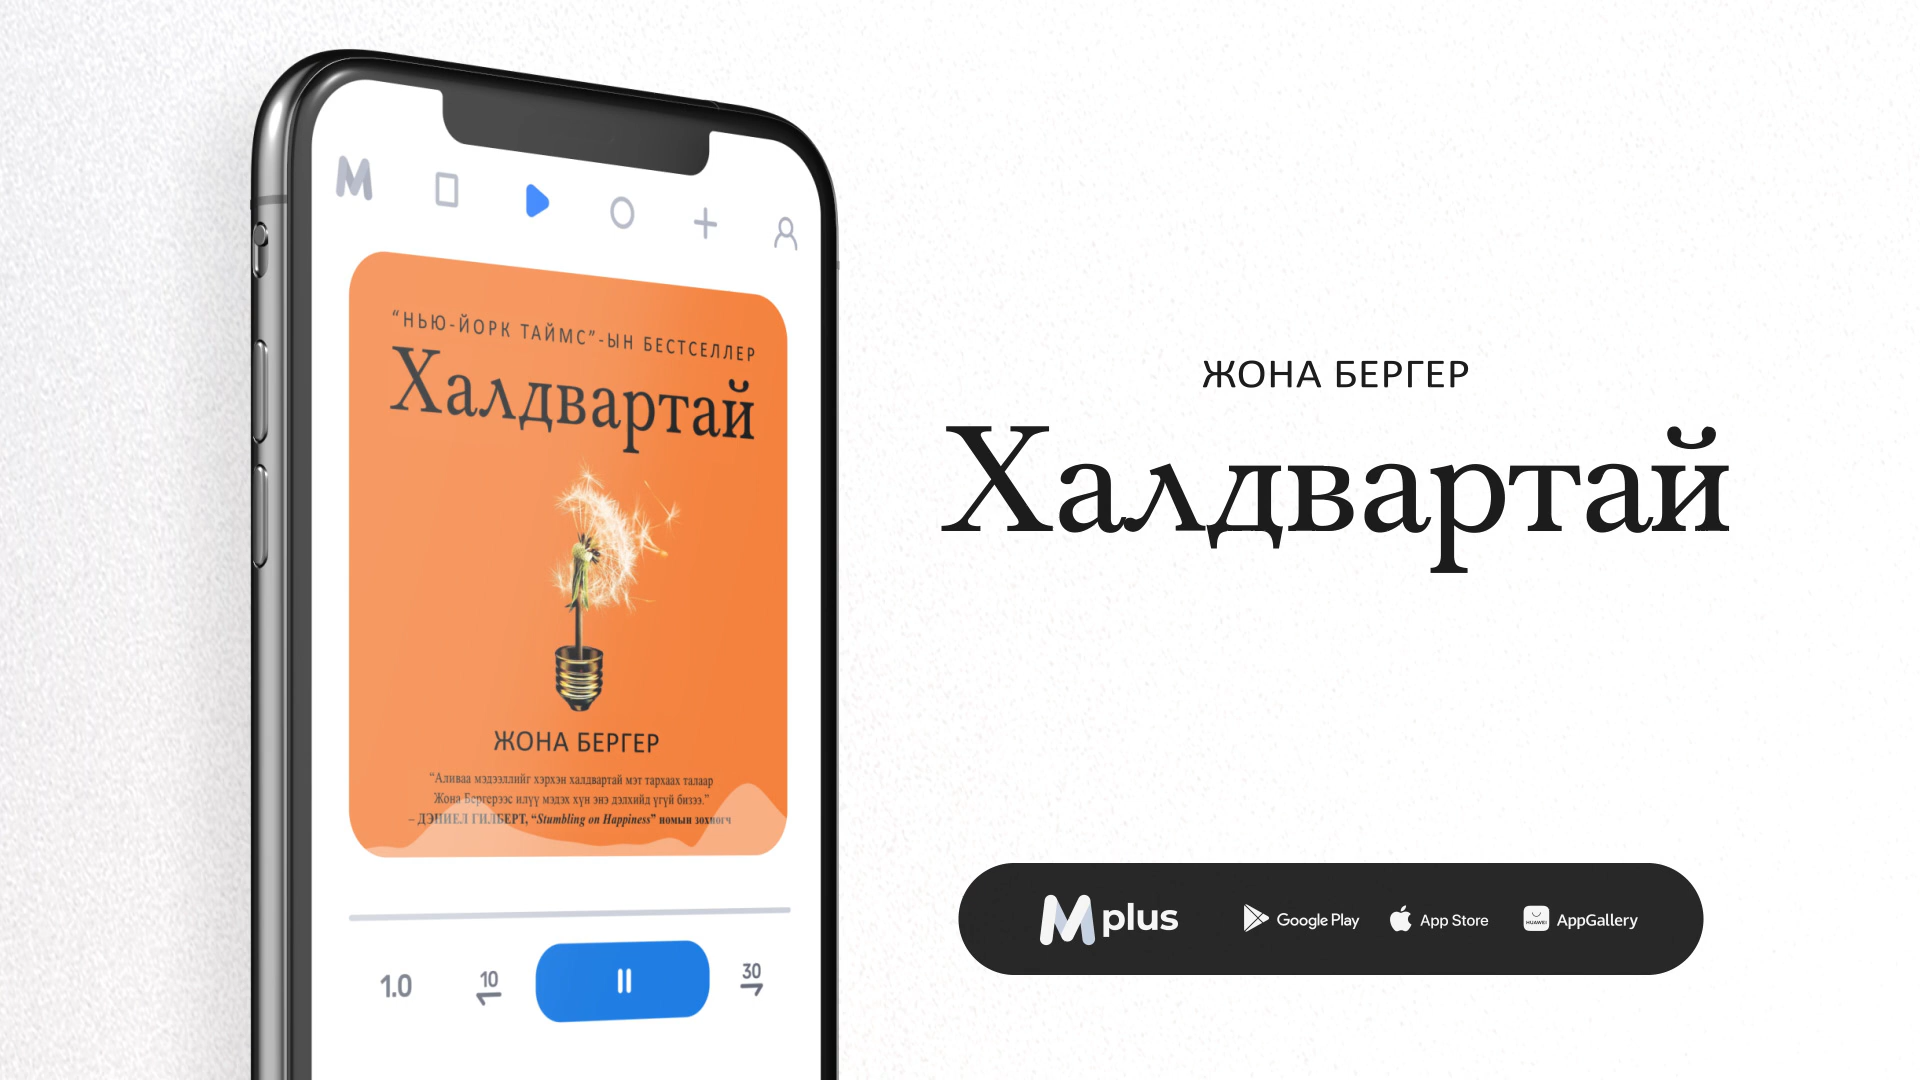 M
"НЬЮ-ЙОРК ТАЙМС"-ЫН БЕСТСЕЛЛЕР
Халдвартай
ЖОНА БЕРГЕР
"Аливаа мэдээллийг хэрхэн халдвартай мэт тархаах талаар
Жона Бергерээс илүү мэдэх хүн энэ дэлхийд үгүй бизээ."
– ДЭНИЕЛ ГИЛБЕРТ, "Stumbling on Happiness" номын зохиогч
1.0
10
30
ЖОНА БЕРГЕР
Халдвартай
M plus
Google Play
App Store
HUAWEI AppGallery